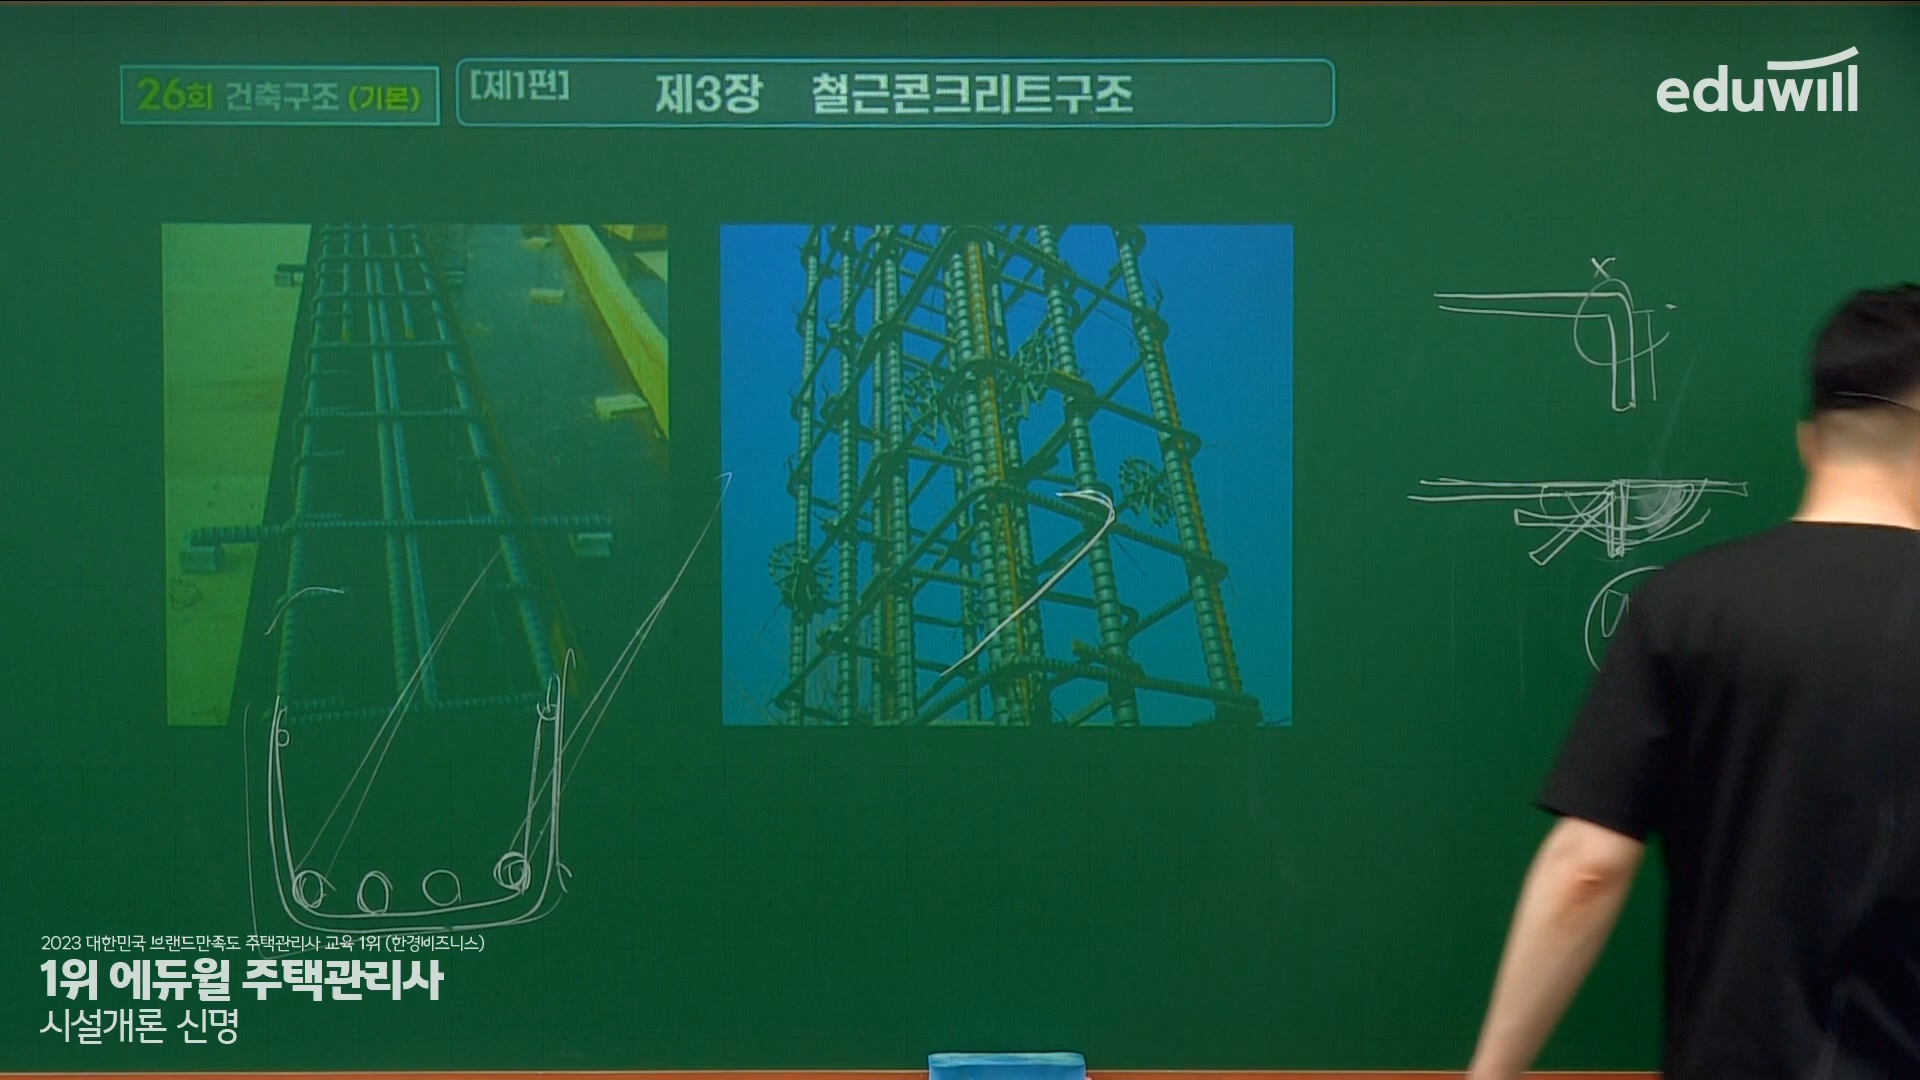 26회 건축구조 (기본)
[제1편] 제3장 철근콘크리트구조
eduwill
x
2023 대한민국 브랜드만족도 주택관리사 교육 1위 (한경비즈니스)
1위 에듀윌 주택관리사
시설개론 신명